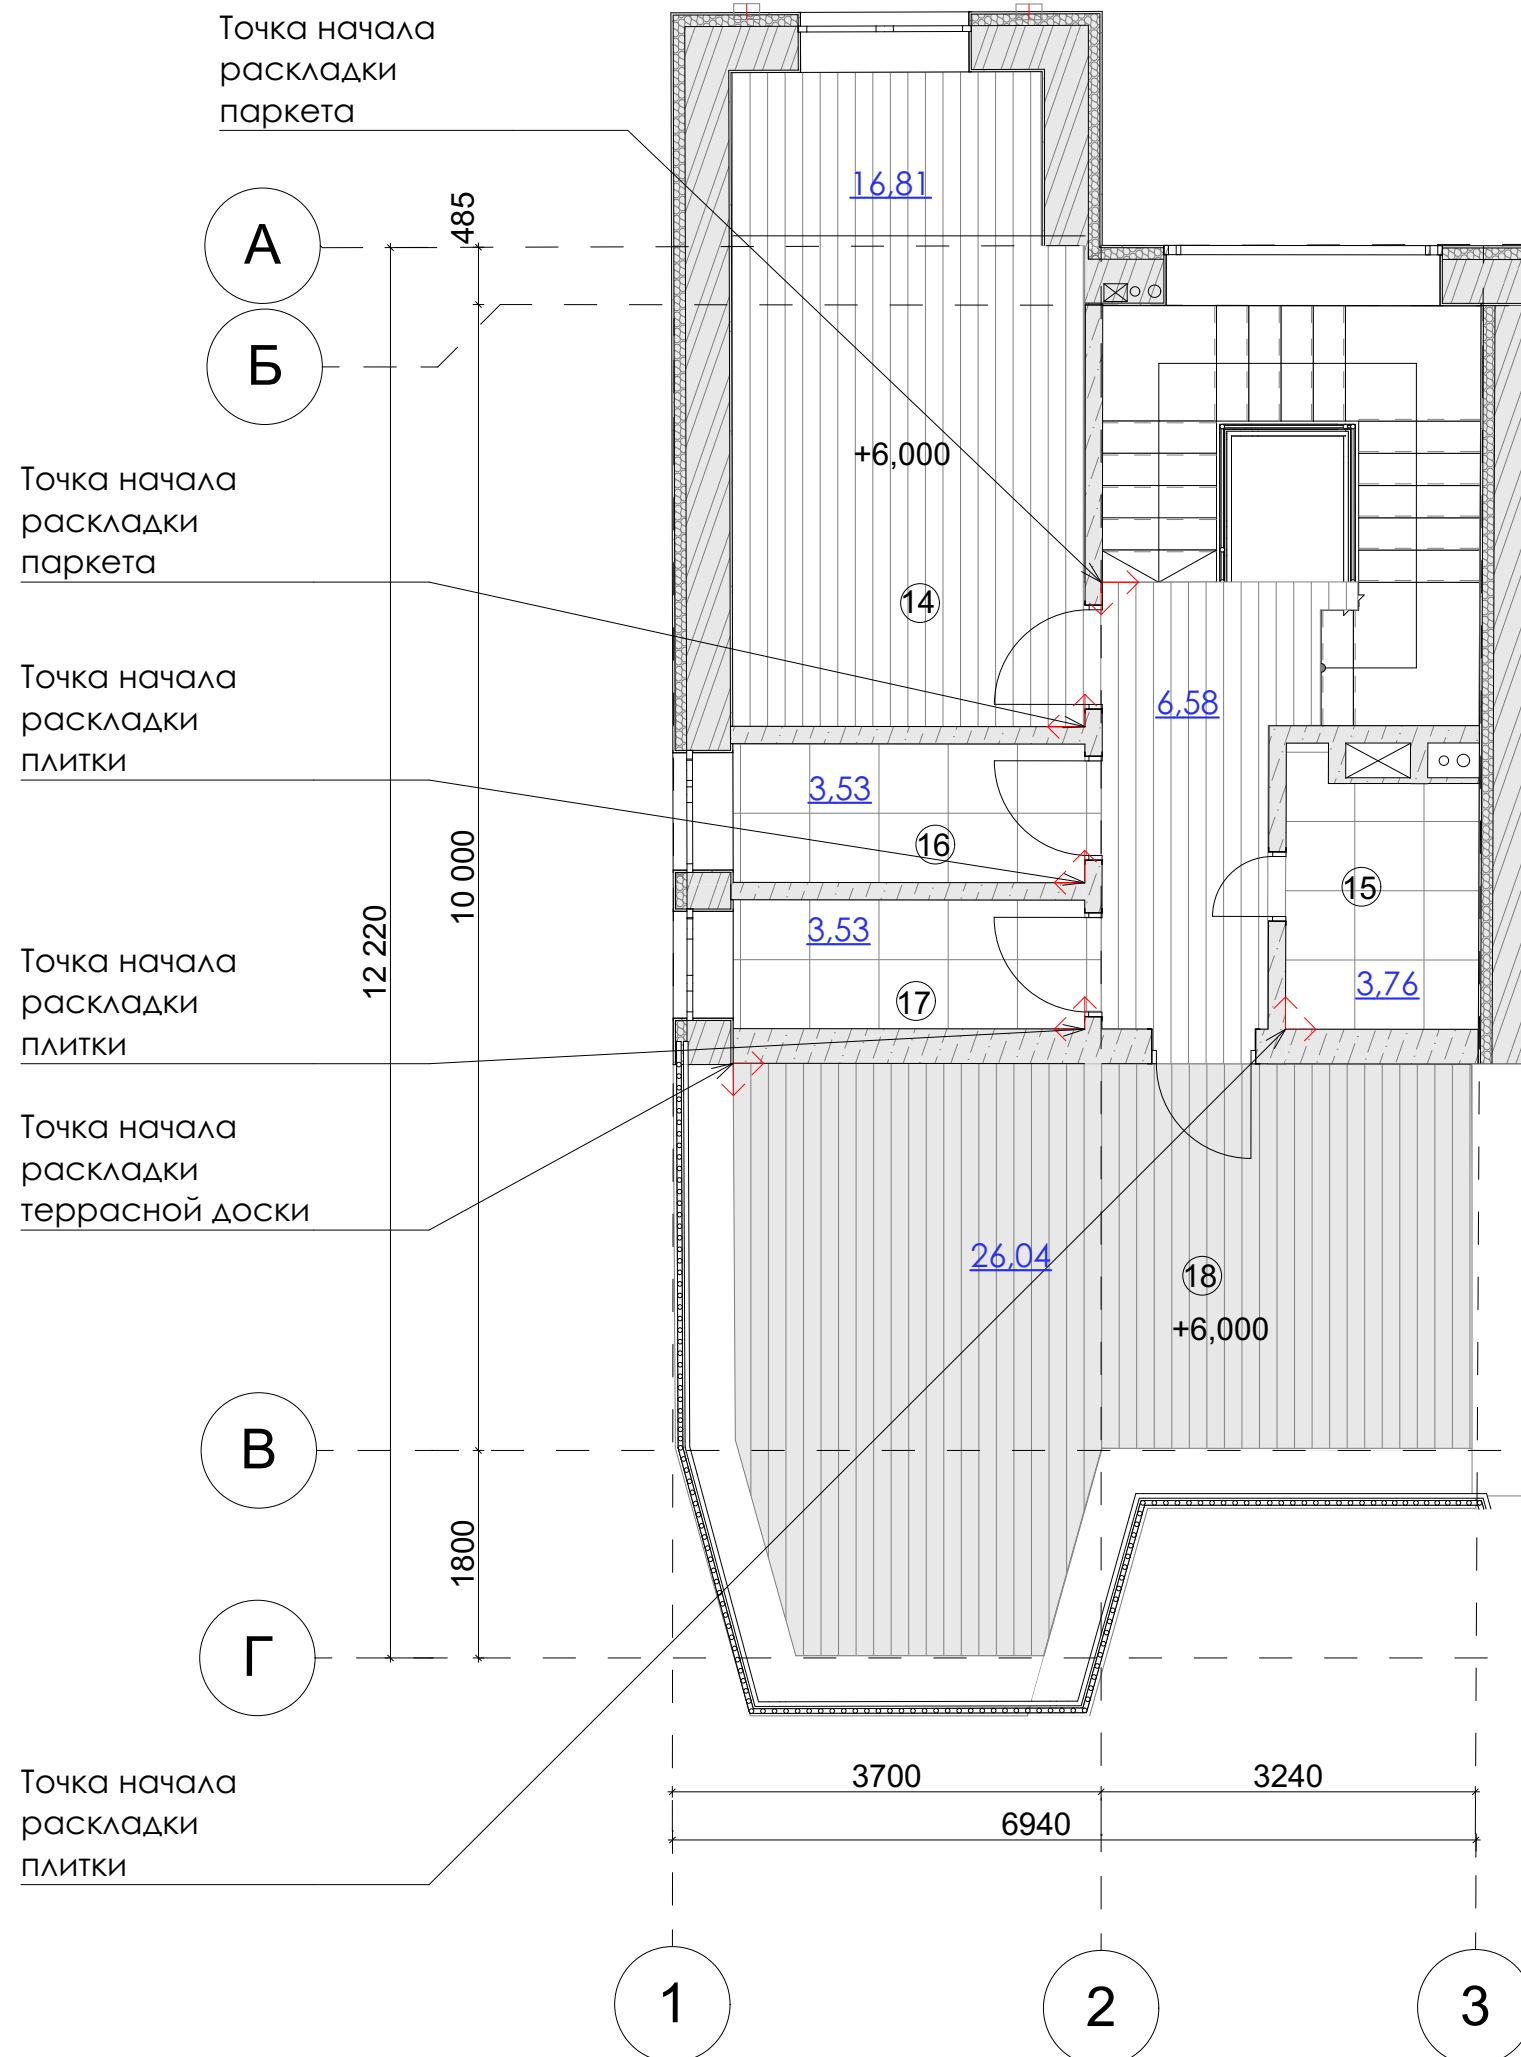 Точка начала
раскладки
паркета
16,81
А
485
Б
+6,000
Точка начала
раскладки
паркета
14
Точка начала
раскладки
плитки
6,58
3,53
16
10 000
15
12 220
3,53
Точка начала
раскладки
плитки
17
3,76
Точка начала
раскладки
террасной доски
26,04
18
+6,000
В
1800
Г
Точка начала
раскладки
плитки
3700
3240
6940
1
2
3